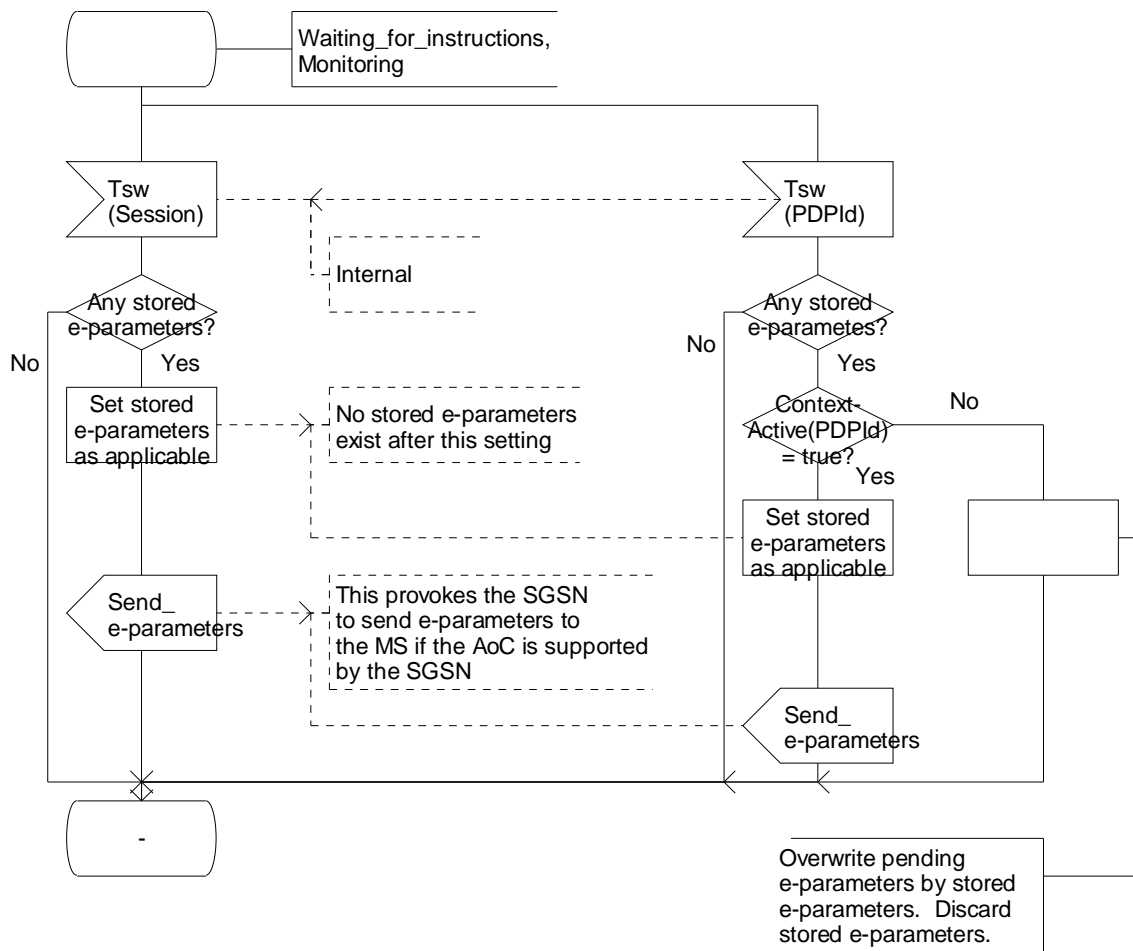 Waiting_for_instructions,
Monitoring
Tsw
(Session)
Tsw
(PDPId)
Internal
Any stored
e-parameters?
Any stored
e-parametes?
No
Yes
No
Yes
Set stored
e-parameters
as applicable
No stored e-parameters
exist after this setting
Context-
Active(PDPId)
= true?
No
Yes
Set stored
e-parameters
as applicable
Send_
e-parameters
This provokes the SGSN
to send e-parameters to
the MS if the AoC is supported
by the SGSN
Send_
e-parameters
-
Overwrite pending
e-parameters by stored
e-parameters. Discard
stored e-parameters.